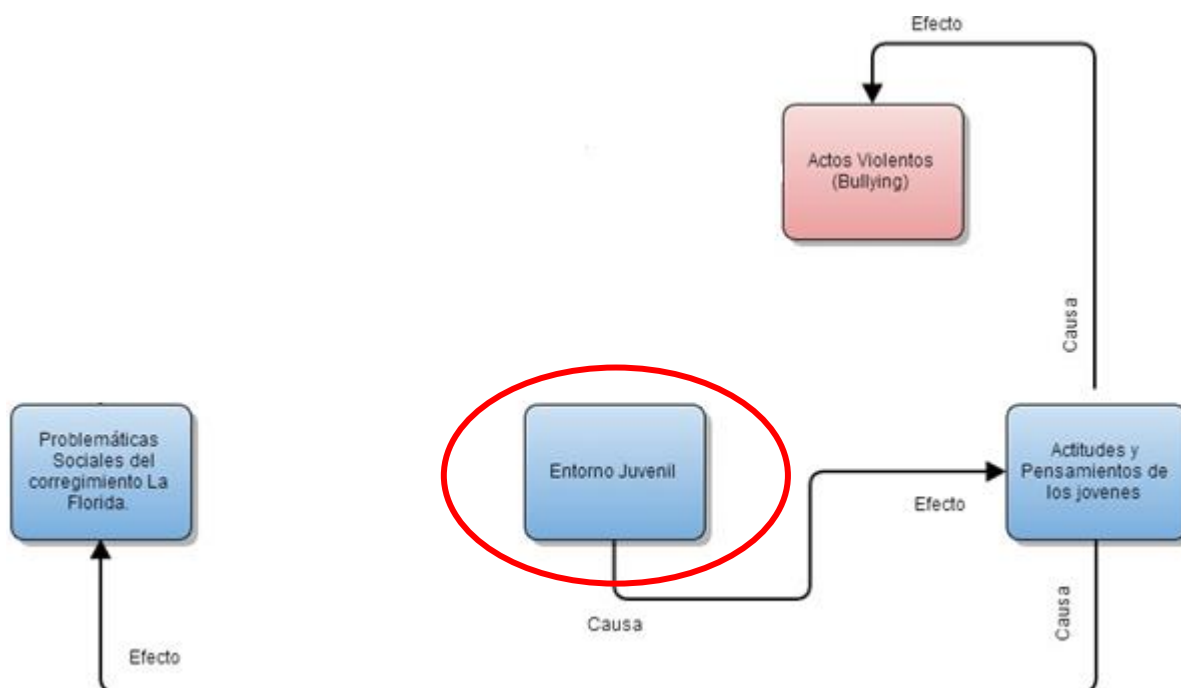 Efecto
Actos Violentos
(Bullying)
Causa
Problemáticas
Sociales del
corregimiento La
Florida.
Entorno Juvenil
Actitudes y
Pensamientos de
los jovenes
Efecto
Causa
Causa
Efecto